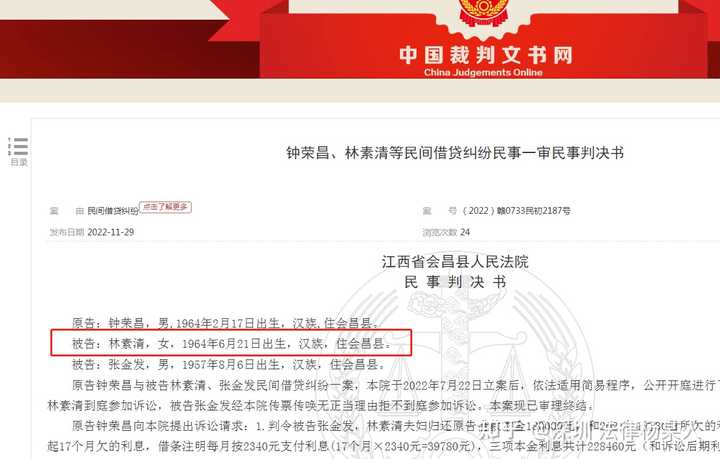 中国裁判文书网
China Judgements Online
目录
钟荣昌、林素清等民间借贷纠纷民事一审民事判决书
案 由 民间借贷纠纷 点击了解更多
案 号 （2022）赣0733民初2187号
发布日期 2022-11-29
浏览次数 24
江西省会昌县人民法院
民 事 判 决 书
原告：钟荣昌，男,1964年2月17日出生，汉族,住会昌县。
被告：林素清，女，1964年6月21日出生，汉族，住会昌县。
被告：张金发，男，1957年8月6日出生，汉族，住会昌县。
原告钟荣昌与被告林素清、张金发民间借贷纠纷一案，本院于2022年7月22日立案后，依法适用简易程序，公开开庭进行了
林素清到庭参加诉讼，被告张金发经本院传票传唤无正当理由拒不到庭参加诉讼。本案现已审理终结。
原告钟荣昌向本院提出诉讼请求：1.判令被告张金发、林素清夫妇归还原告
起17个月欠的利息，借条注明每月按2340元支付利息(17个月×2340元=39780元)，三项本金利息共计228460元（和诉讼后期利
知乎 @深圳 法律杨某人